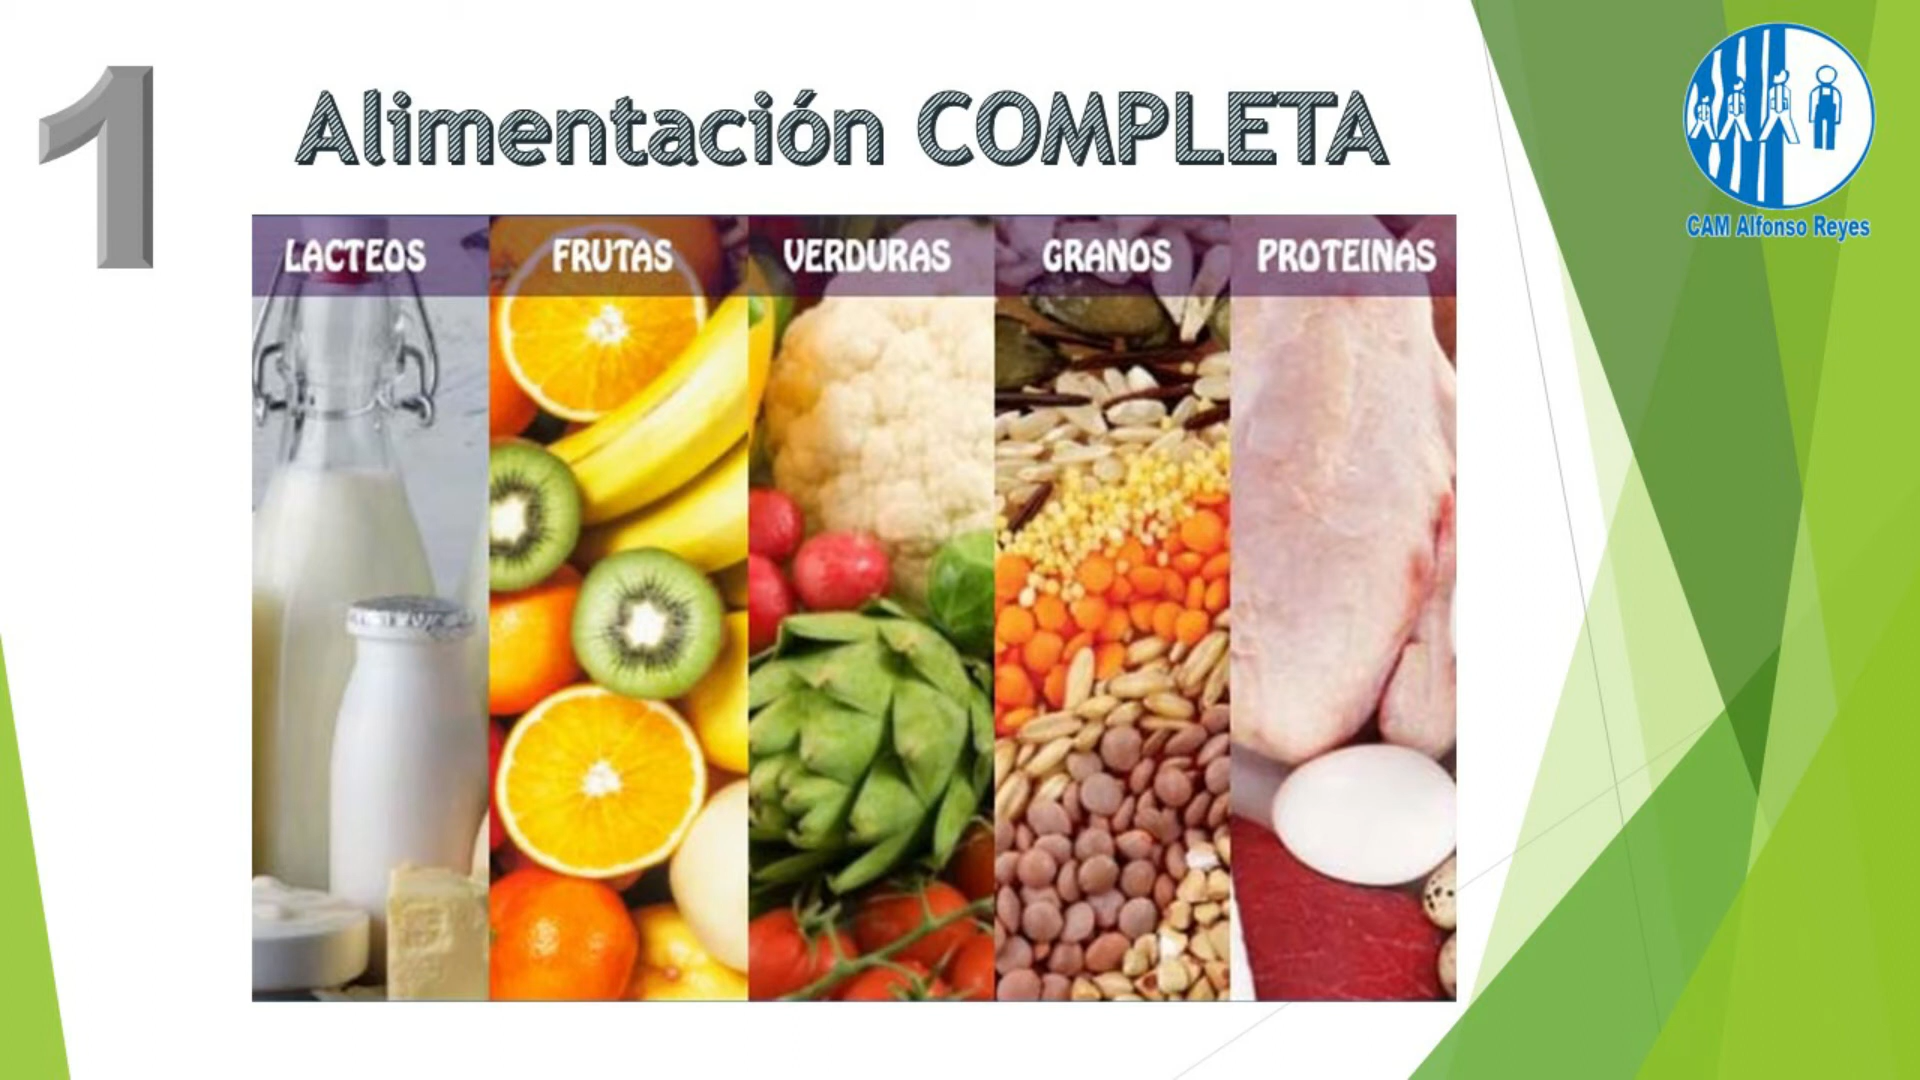 1
Alimentación COMPLETA
CAM Alfonso Reyes
LACTEOS
FRUTAS
VERDURAS
GRANOS
PROTEINAS